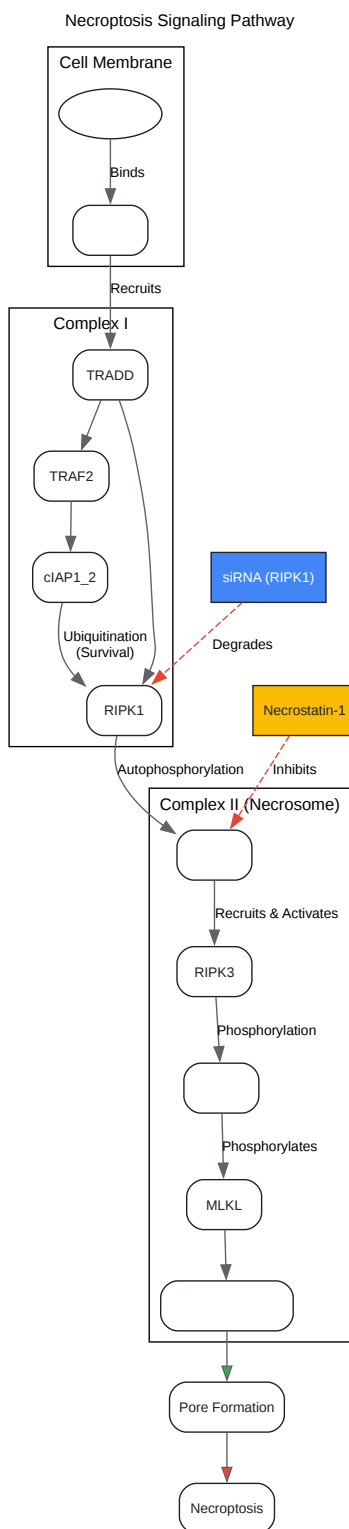 Necroptosis Signaling Pathway
Cell Membrane
Binds
Recruits
Complex I
TRADD
TRAF2
cIAP1_2
siRNA (RIPK1)
Ubiquitination
(Survival)
Degrades
RIPK1
Necrostatin-1
Autophosphorylation
Inhibits
Complex II (Necrosome)
Recruits & Activates
RIPK3
Phosphorylation
Phosphorylates
MLKL
Pore Formation
Necroptosis